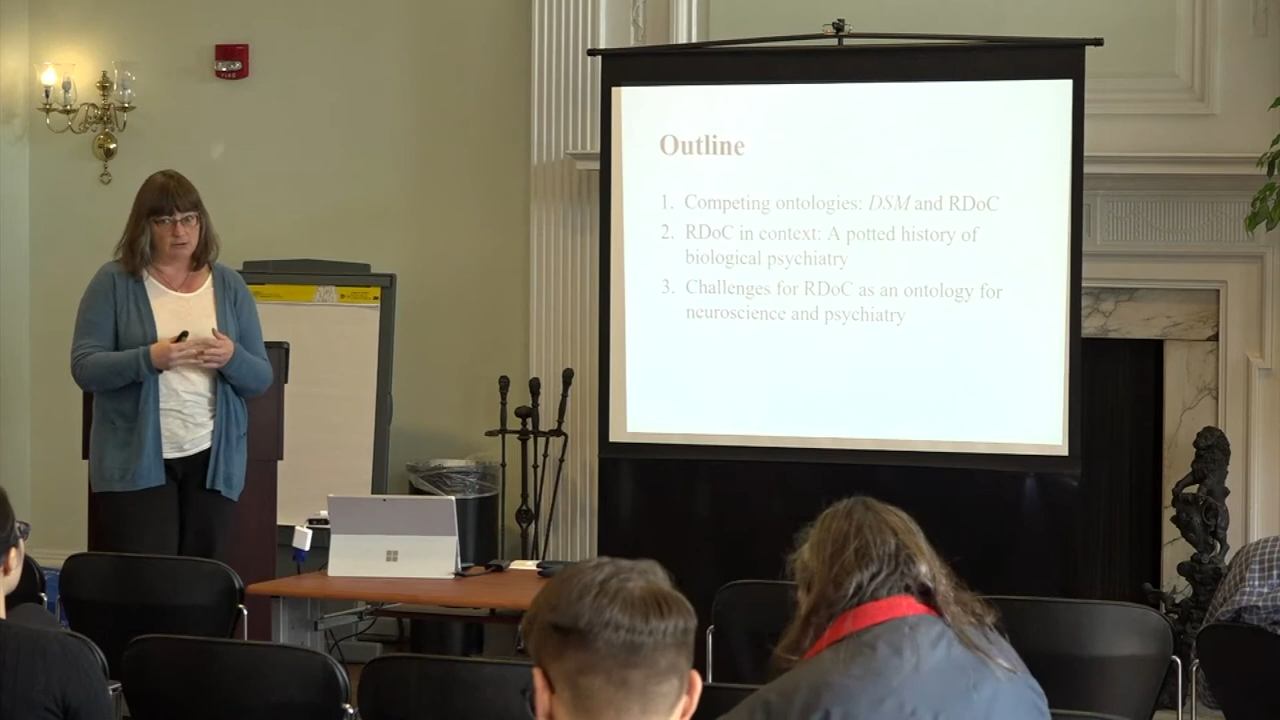 FIRE
Outline
1. Competing ontologies: DSM and RDoC
2. RDoC in context: A potted history of
biological psychiatry
3. Challenges for RDoC as an ontology for
neuroscience and psychiatry